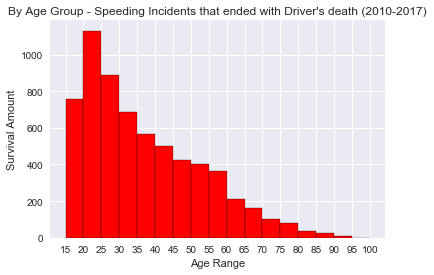 By Age Group - Speeding Incidents that ended with Driver's death (2010-2017)
Survival Amount
1000
800
600
400
200
0
15 20 25 30 35 40 45 50 55 60 65 70 75 80 85 90 95 100
Age Range